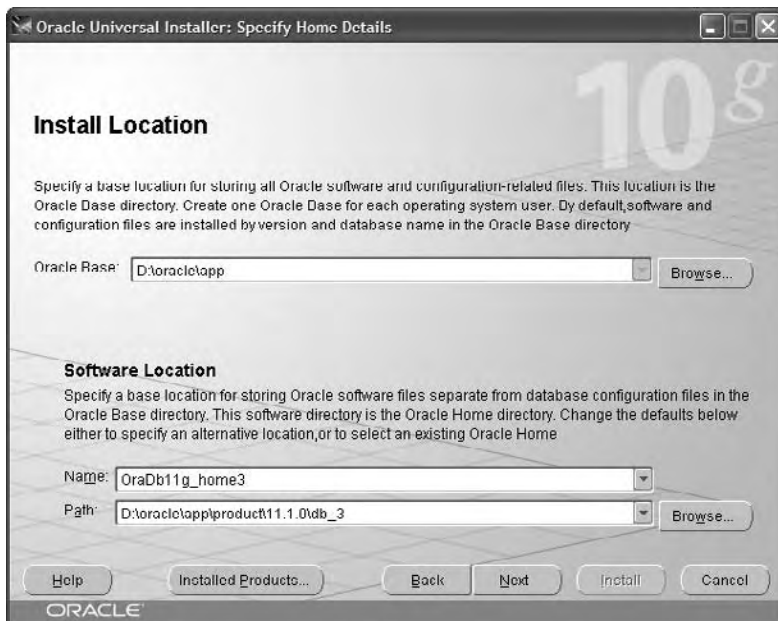 Oracle Universal Installer: Specify Home Details
10g
Install Location
Specify a base location for storing all Oracle software and configuration-related files. This location is the
Oracle Base directory. Create one Oracle Base for each operating system user. By default,software and
configuration files are installed by version and database name in the Oracle Base directory
Oracle Base: D:\oracle\app Browse...
Software Location
Specify a base location for storing Oracle software files separate from database configuration files in the
Oracle Base directory. This software directory is the Oracle Home directory. Change the defaults below
either to specify an alternative location,or to select an existing Oracle Home
Name: OraDb11g_home3
Path: D:\oracle\app\product\11.1.0\db_3 Browse...
Help Installed Products... Back Next Install Cancel
ORACLE